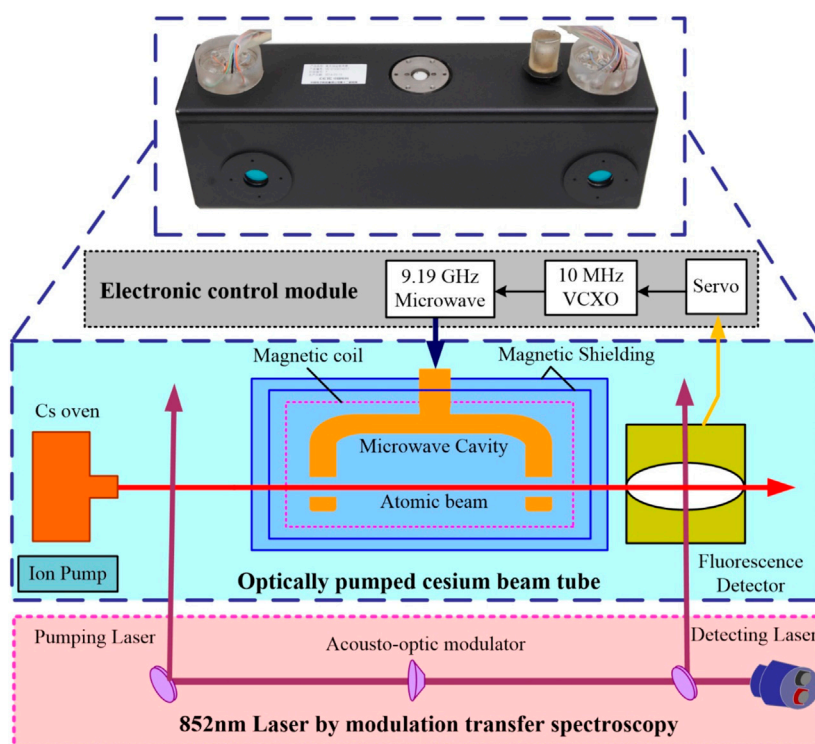 Electronic control module
9.19 GHz
Microwave
10 MHz
VCXO
Servo
Magnetic coil
Magnetic Shielding
Cs oven
Microwave Cavity
Atomic beam
Ion Pump
Optically pumped cesium beam tube
Fluorescence
Detector
Pumping Laser
Acousto-optic modulator
Detecting Laser
852nm Laser by modulation transfer spectroscopy